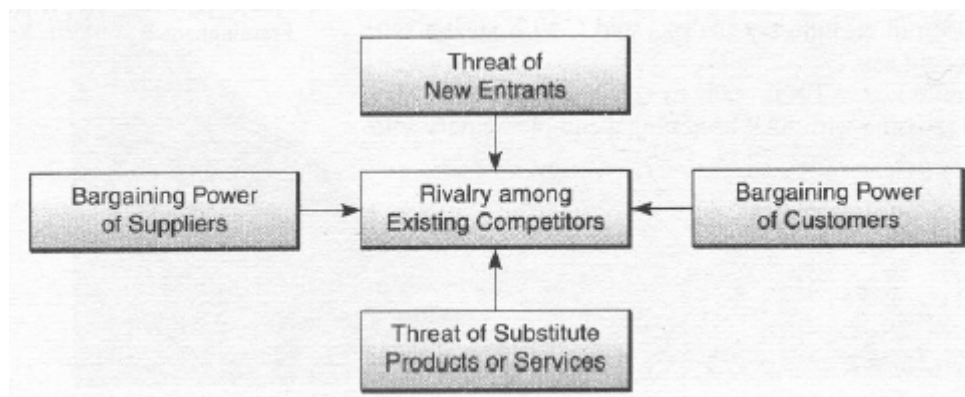 Threat of
New Entrants
Bargaining Power
of Suppliers
Rivalry among
Existing Competitors
Bargaining Power
of Customers
Threat of Substitute
Products or Services